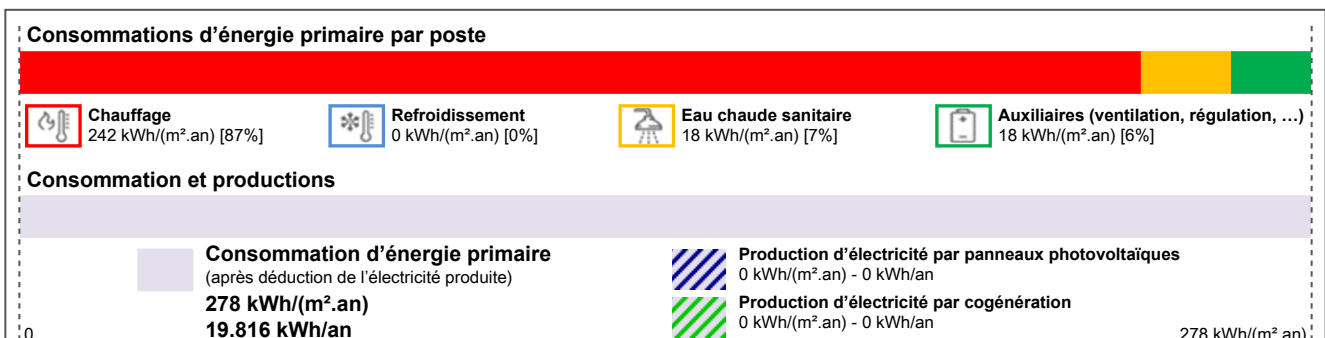 Consommations d’énergie primaire par poste
Chauffage
242 kWh/(m².an) [87%]
Refroidissement
0 kWh/(m².an) [0%]
Eau chaude sanitaire
18 kWh/(m².an) [7%]
Auxiliaires (ventilation, régulation, …)
18 kWh/(m².an) [6%]
Consommation et productions
Consommation d’énergie primaire
(après déduction de l’électricité produite)
278 kWh/(m².an)
19.816 kWh/an
Production d’électricité par panneaux photovoltaïques
0 kWh/(m².an) - 0 kWh/an
Production d’électricité par cogénération
0 kWh/(m².an) - 0 kWh/an
0
278 kWh/(m².an)